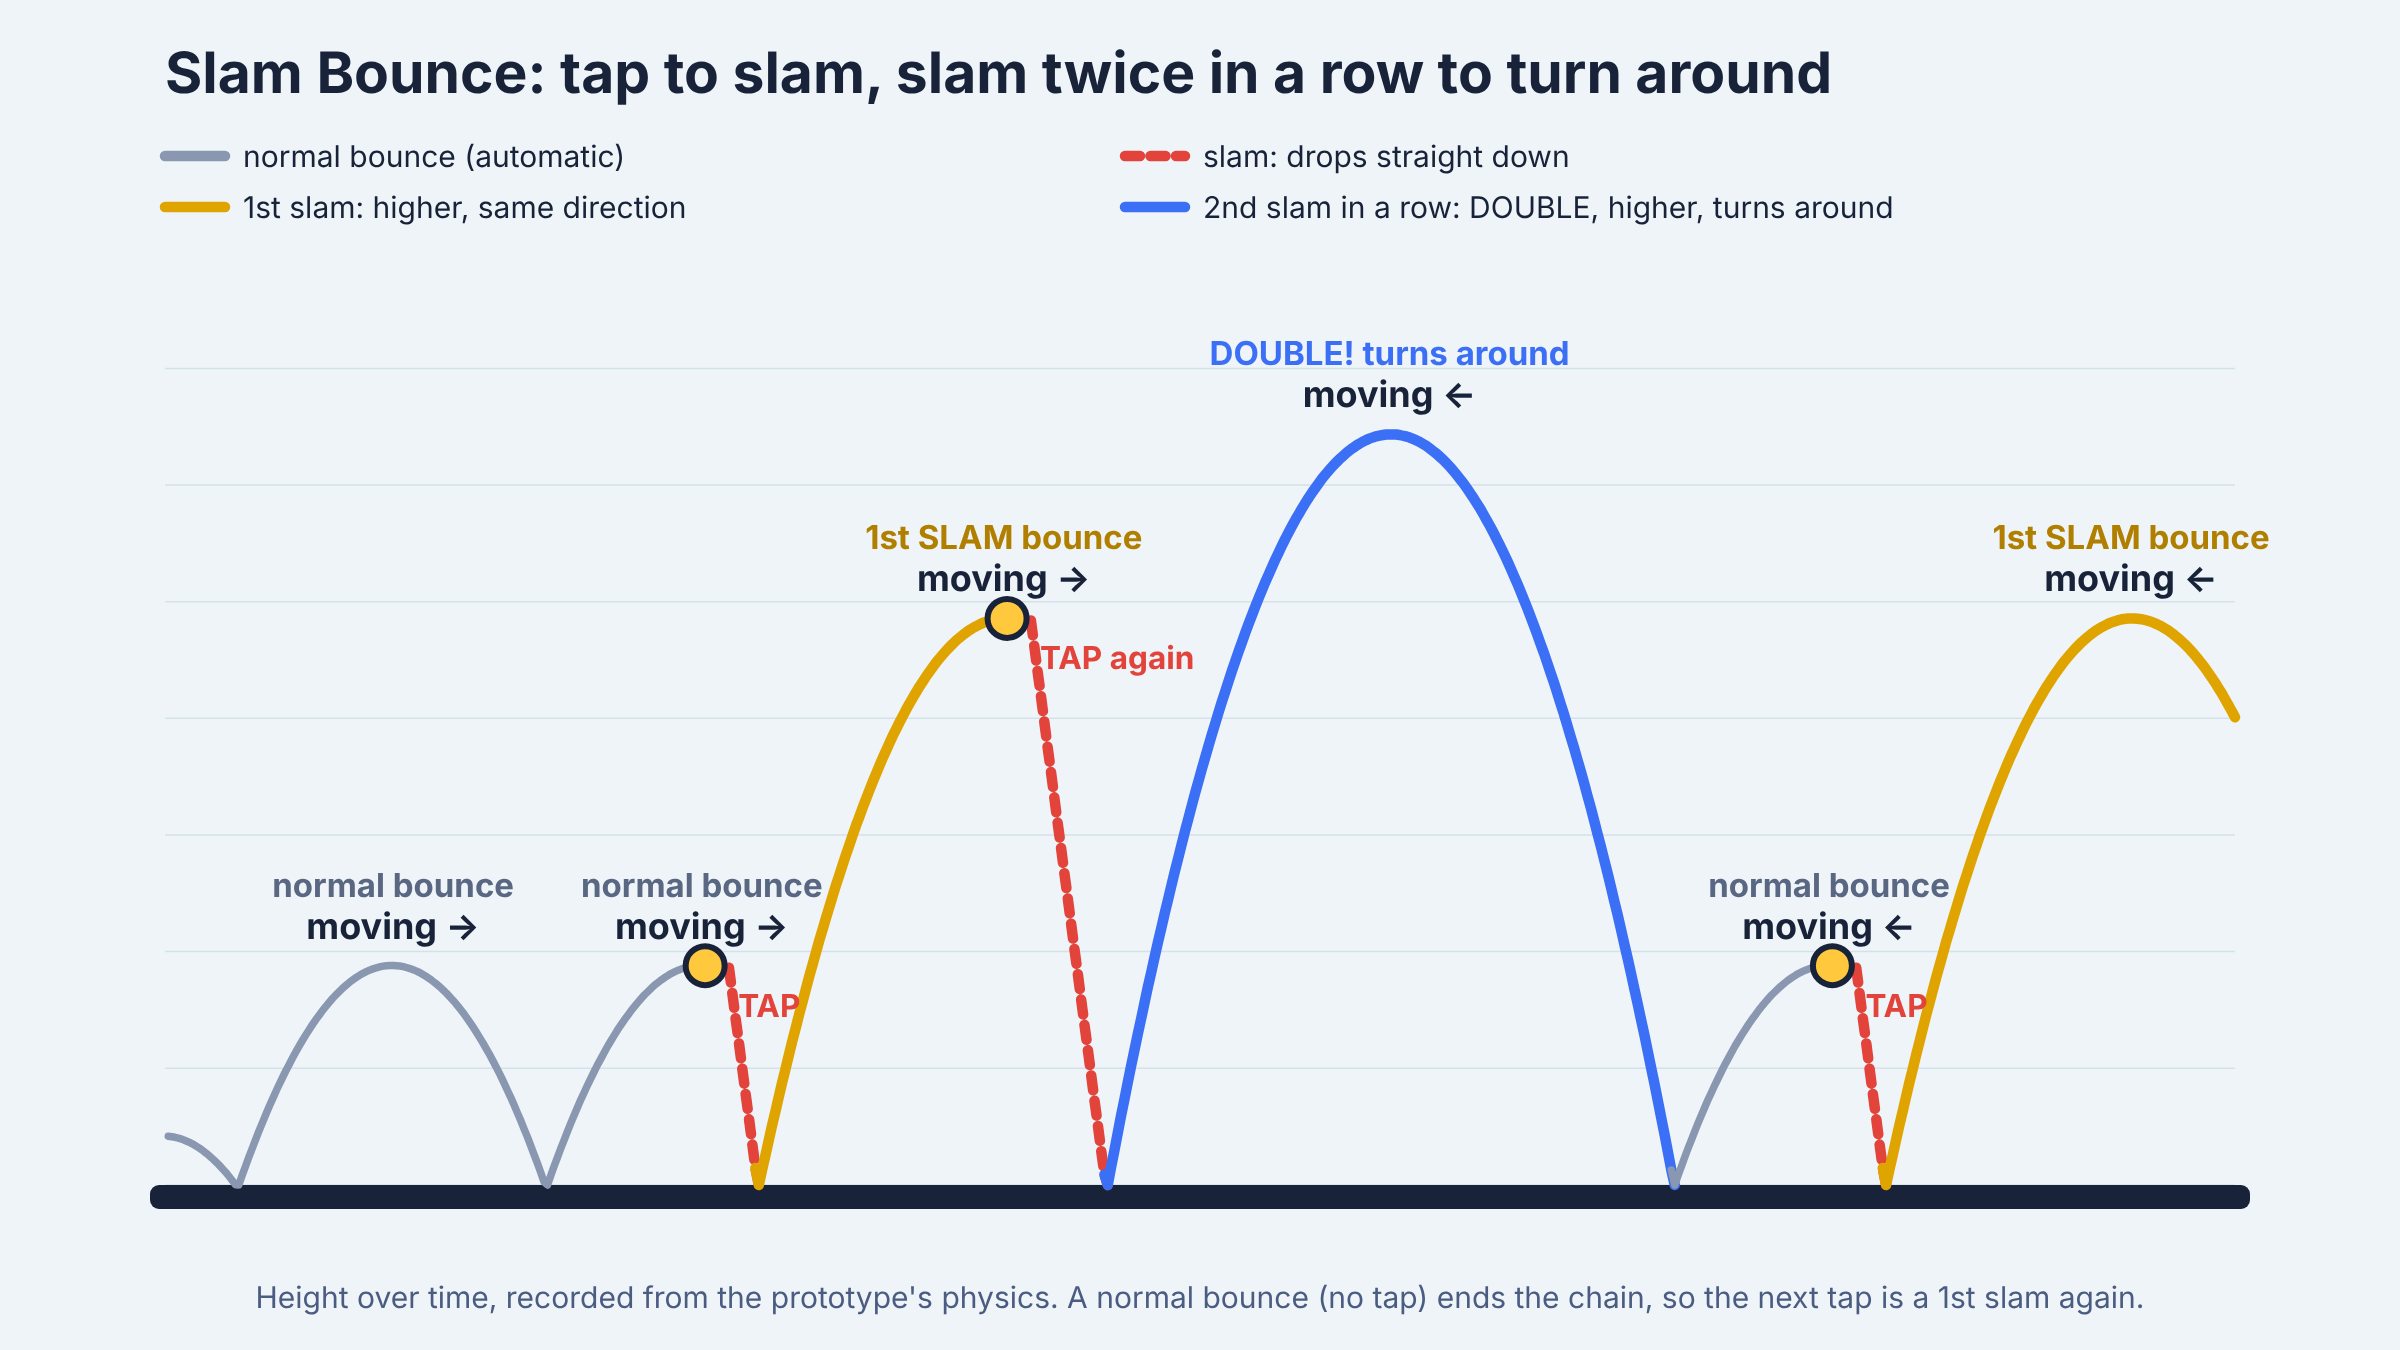 Slam Bounce: tap to slam, slam twice in a row to turn around
normal bounce (automatic)
slam: drops straight down
1st slam: higher, same direction
2nd slam in a row: DOUBLE, higher, turns around
DOUBLE! turns around
moving ←
1st SLAM bounce
moving →
TAP again
1st SLAM bounce
moving ←
normal bounce
moving →
normal bounce
moving →
TAP
normal bounce
moving ←
TAP
Height over time, recorded from the prototype's physics. A normal bounce (no tap) ends the chain, so the next tap is a 1st slam again.